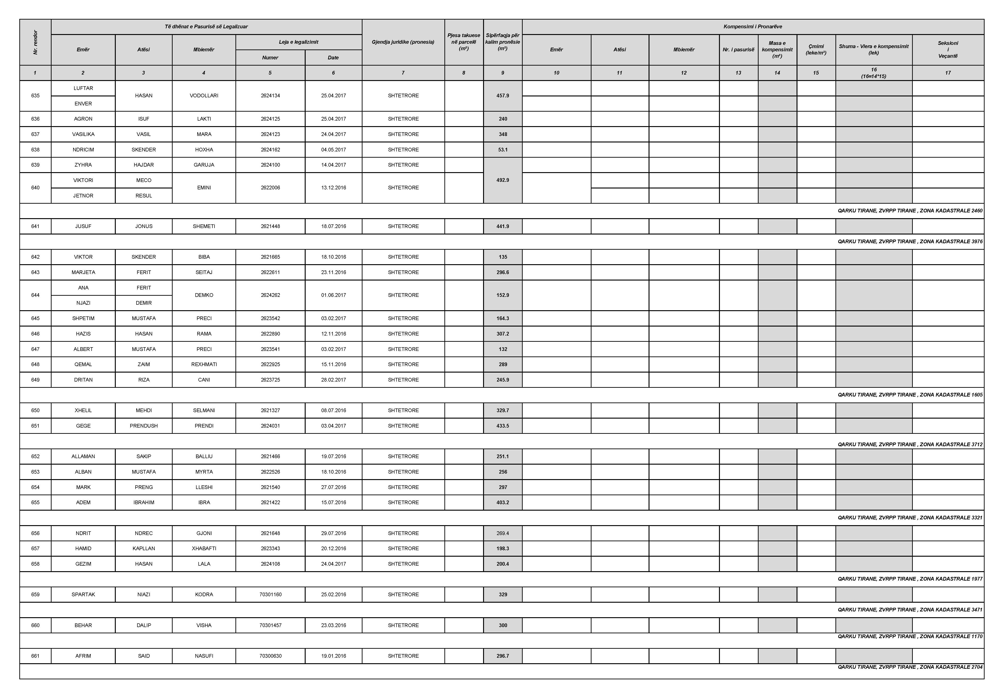 Nr. rendor
Të dhënat e Pasurisë së Legalizuar
Gjendja juridike (pronesia)
Pjesa takuese
në parcelë
(m²)
Sipërfaqja për
kalim pronësie
(m²)
Kompensimi i Pronarëve
Emër
Atësi
Mbiemër
Leja e legalizimit
Numer
Date
Emër
Atësi
Mbiemër
Nr. i pasurisë
Masa e
kompensimit
(m²)
Çmimi
(leke/m²)
Shuma - Vlera e kompensimit
(lek)
Seksioni
i
Veçantë
1 2 3 4 5 6 7 8 9 10 11 12 13 14 15 16 17
(16=14*15)
LUFTAR
635 HASAN VODOLLARI 2624134 25.04.2017 SHTETRORE 457.9
ENVER
636 AGRON ISUF LAKTI 2624125 25.04.2017 SHTETRORE 240
637 VASILIKA VASIL MARA 2624123 24.04.2017 SHTETRORE 348
638 NDRICIM SKENDER HOXHA 2624162 04.05.2017 SHTETRORE 53.1
639 ZYHRA HAJDAR GARUJA 2624100 14.04.2017 SHTETRORE
492.9
VIKTORI MECO
640 EMINI 2622006 13.12.2016 SHTETRORE
JETNOR RESUL
QARKU TIRANE, ZVRPP TIRANE , ZONA KADASTRALE 2460
641 JUSUF JONUS SHEMETI 2621448 18.07.2016 SHTETRORE 441.9
QARKU TIRANE, ZVRPP TIRANE , ZONA KADASTRALE 3976
642 VIKTOR SKENDER BIBA 2621665 18.10.2016 SHTETRORE 135
643 MARJETA FERIT SEITAJ 2622611 23.11.2016 SHTETRORE 296.6
ANA FERIT
644 DEMKO 2624262 01.06.2017 SHTETRORE 152.9
NJAZI DEMIR
645 SHPETIM MUSTAFA PRECI 2623542 03.02.2017 SHTETRORE 164.3
646 HAZIS HASAN RAMA 2622890 12.11.2016 SHTETRORE 307.2
647 ALBERT MUSTAFA PRECI 2623541 03.02.2017 SHTETRORE 132
648 QEMAL ZAIM REXHMATI 2622925 15.11.2016 SHTETRORE 289
649 DRITAN RIZA CANI 2623725 28.02.2017 SHTETRORE 245.9
QARKU TIRANE, ZVRPP TIRANE , ZONA KADASTRALE 1605
650 XHELIL MEHDI SELMANI 2621327 08.07.2016 SHTETRORE 329.7
651 GEGE PRENDUSH PRENDI 2624031 03.04.2017 SHTETRORE 433.5
QARKU TIRANE, ZVRPP TIRANE , ZONA KADASTRALE 3712
652 ALLAMAN SAKIP BALLIU 2621466 19.07.2016 SHTETRORE 251.1
653 ALBAN MUSTAFA MYRTA 2622526 18.10.2016 SHTETRORE 256
654 MARK PRENG LLESHI 2621540 27.07.2016 SHTETRORE 297
655 ADEM IBRAHIM IBRA 2621422 15.07.2016 SHTETRORE 403.2
QARKU TIRANE, ZVRPP TIRANE , ZONA KADASTRALE 3321
656 NDRIT NDREC GJONI 2621648 29.07.2016 SHTETRORE 269.4
657 HAMID KAPLLAN XHABAFTI 2623343 20.12.2016 SHTETRORE 198.3
658 GEZIM HASAN LALA 2624108 24.04.2017 SHTETRORE 200.4
QARKU TIRANE, ZVRPP TIRANE , ZONA KADASTRALE 1977
659 SPARTAK NIAZI KODRA 70301160 25.02.2016 SHTETRORE 329
QARKU TIRANE, ZVRPP TIRANE , ZONA KADASTRALE 3471
660 BEHAR DALIP VISHA 70301457 23.03.2016 SHTETRORE 300
QARKU TIRANE, ZVRPP TIRANE , ZONA KADASTRALE 1170
661 AFRIM SAID NASUFI 70300630 19.01.2016 SHTETRORE 296.7
QARKU TIRANE, ZVRPP TIRANE , ZONA KADASTRALE 2704